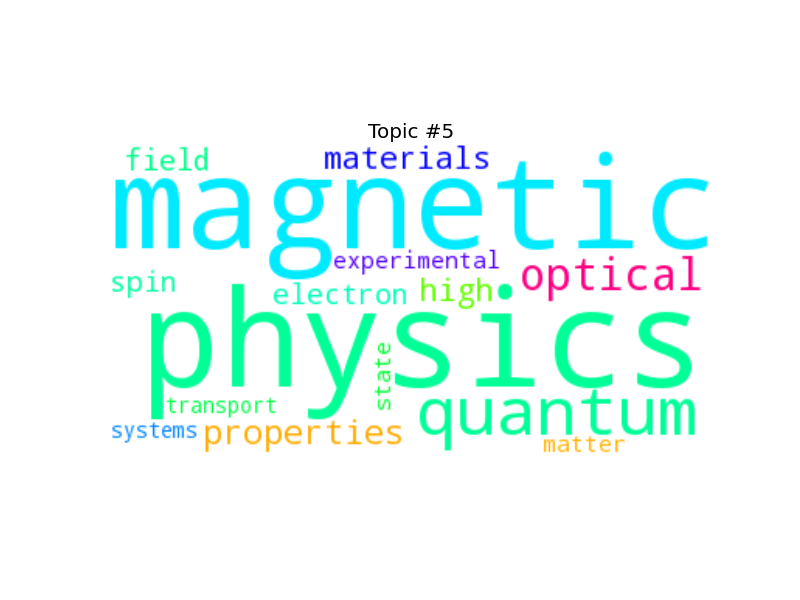 Topic #5
field
materials
magnetic
experimental
spin
electron
high
optical
physics
state
transport
quantum
systems
properties
matter